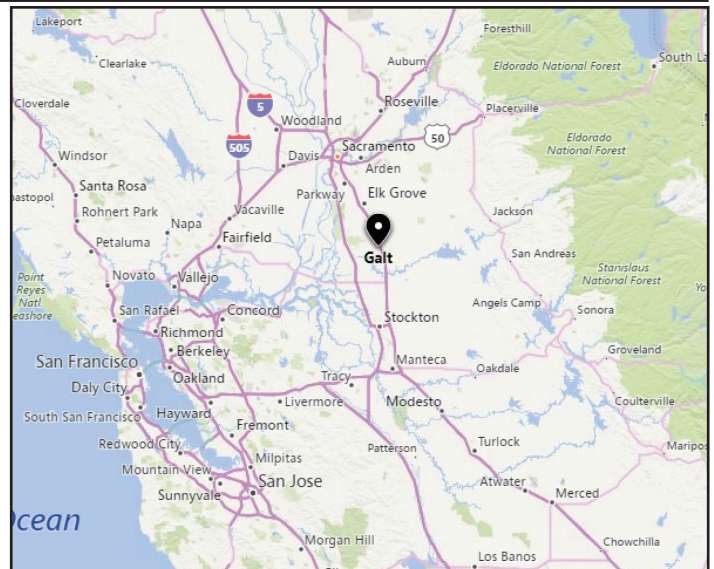 Lakeport
Foresthill
Clearlake
Auburn
Eldorado National Forest
South La
Cloverdale
5
Woodland
Roseville
Placerville
505
50
Sacramento
Eldorado
National Forest
Windsor
Davis
Arden
Santa Rosa
Parkway
Elk Grove
astopol
Rohnert Park
Napa
Vacaville
Jackson
Petaluma
Fairfield
Galt
San Andreas
Point
Reyes
Natl
eashore
Novato
Vallejo
Stanislaus
National Forest
Yo
San Rafael
Concord
Angels Camp
Sonora
Richmond
Stockton
Berkeley
Groveland
San Francisco
Oakland
Manteca
Oakdale
Daly City
Tracy
Coulterville
South San Francisco
Hayward
Livermore
Modesto
Fremont
Redwood City
Patterson
Turlock
Maripos
Mountain View
Milpitas
Sunnyvale
San Jose
Atwater
Merced
cean
Morgan Hill
Chowchilla
Los Banos